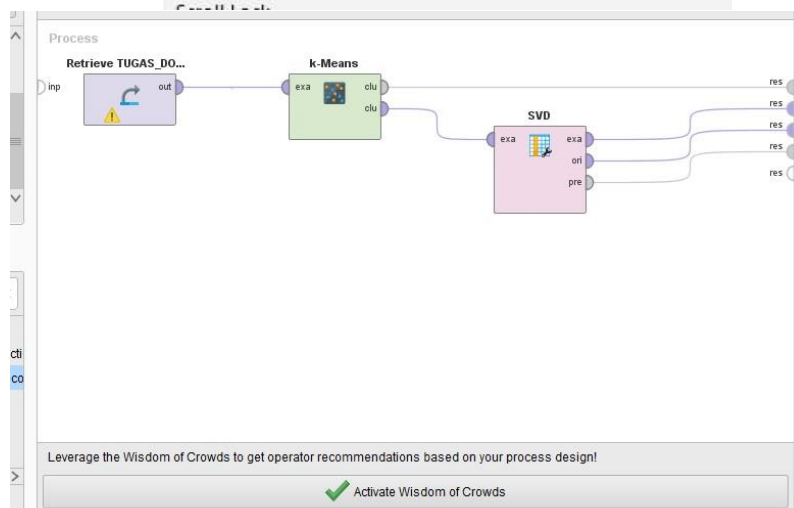 Scroll Lock
Process
Retrieve TUGAS_DO...
k-Means
inp
out
exa
clu
res
clu
res
SVD
res
exa
exa
res
ori
res
pre
cti
co
Leverage the Wisdom of Crowds to get operator recommendations based on your process design!
Activate Wisdom of Crowds